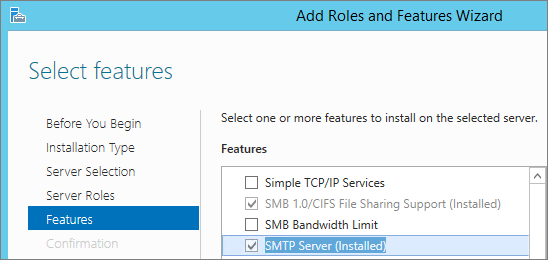 Add Roles and Features Wizard
Select features
Before You Begin
Installation Type
Server Selection
Server Roles
Features
Confirmation
Select one or more features to install on the selected server.
Features
Simple TCP/IP Services
SMB 1.0/CIFS File Sharing Support (Installed)
SMB Bandwidth Limit
SMTP Server (Installed)